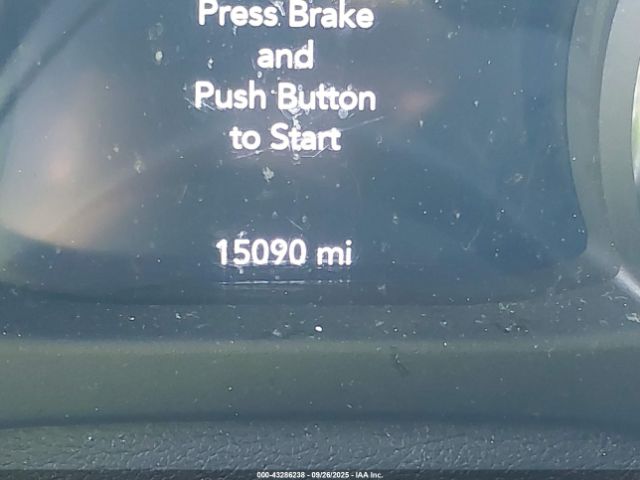 Press Brake
and
Push Button
to Start
15090 mi
000-43286238 - 09/26/2025 - IAA Inc.